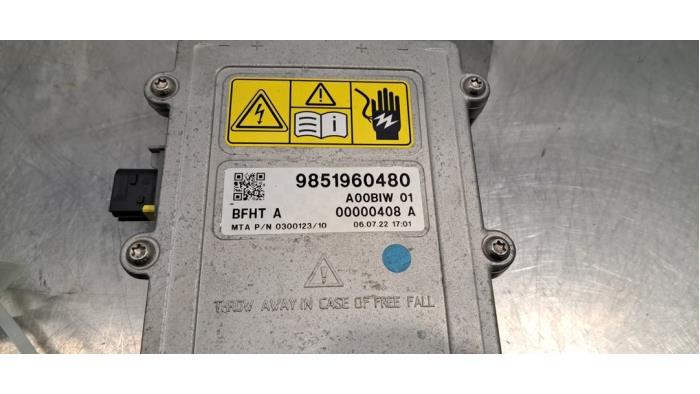 9851960480
A00BIW 01
BFHT A 00000408 A
MTA P/N 0300123/10 06.07.22 17:01
THROW AWAY IN CASE OF FREE FALL